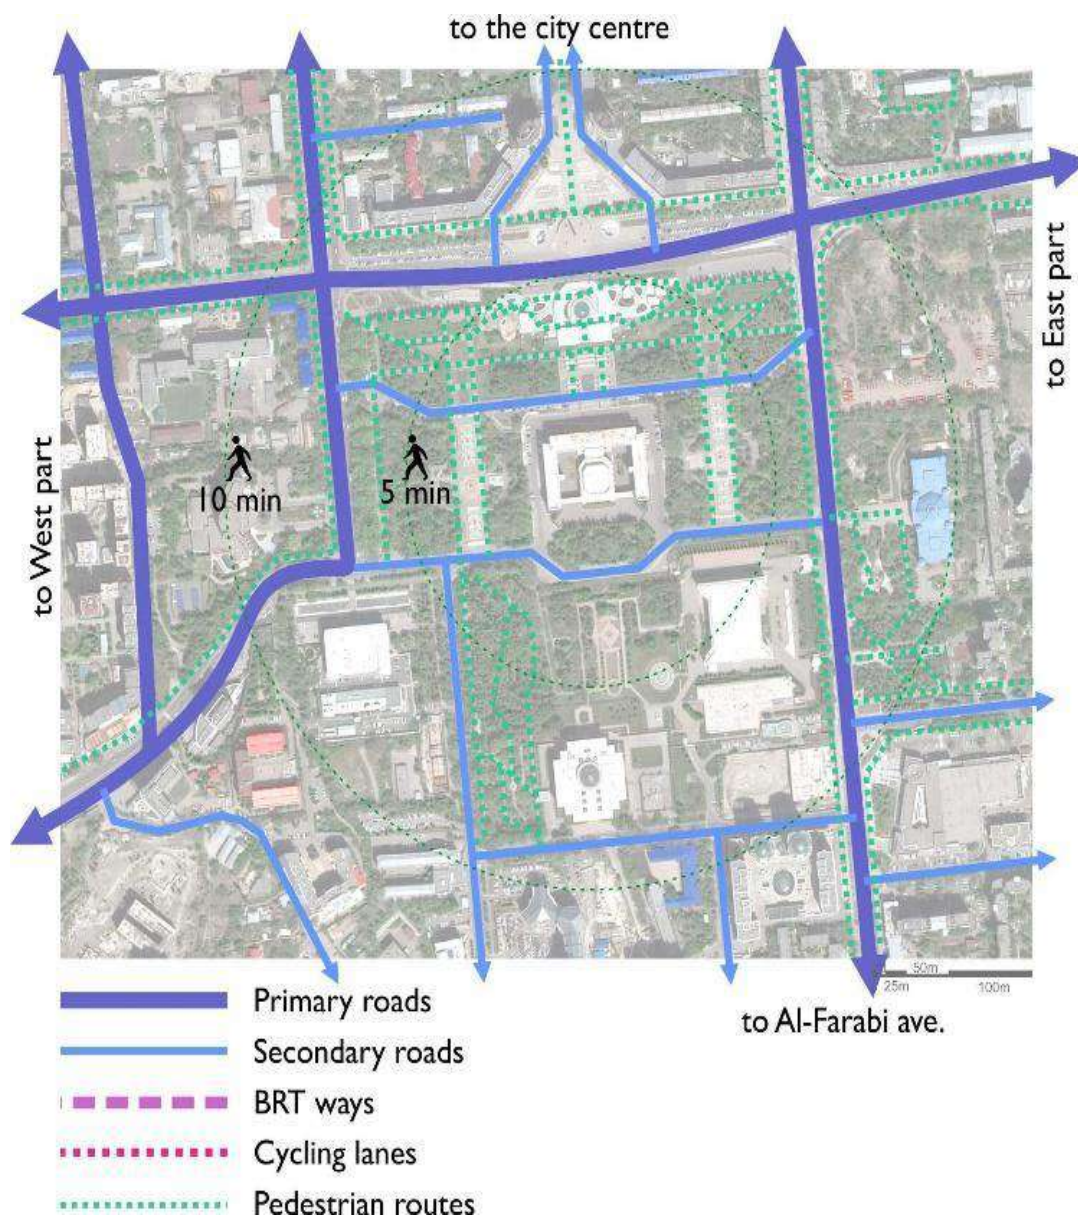 to the city centre
to East part
to West part
10 min
5 min
50m
25m
100m
to Al-Farabi ave.
Primary roads
Secondary roads
BRT ways
Cycling lanes
Pedestrian routes